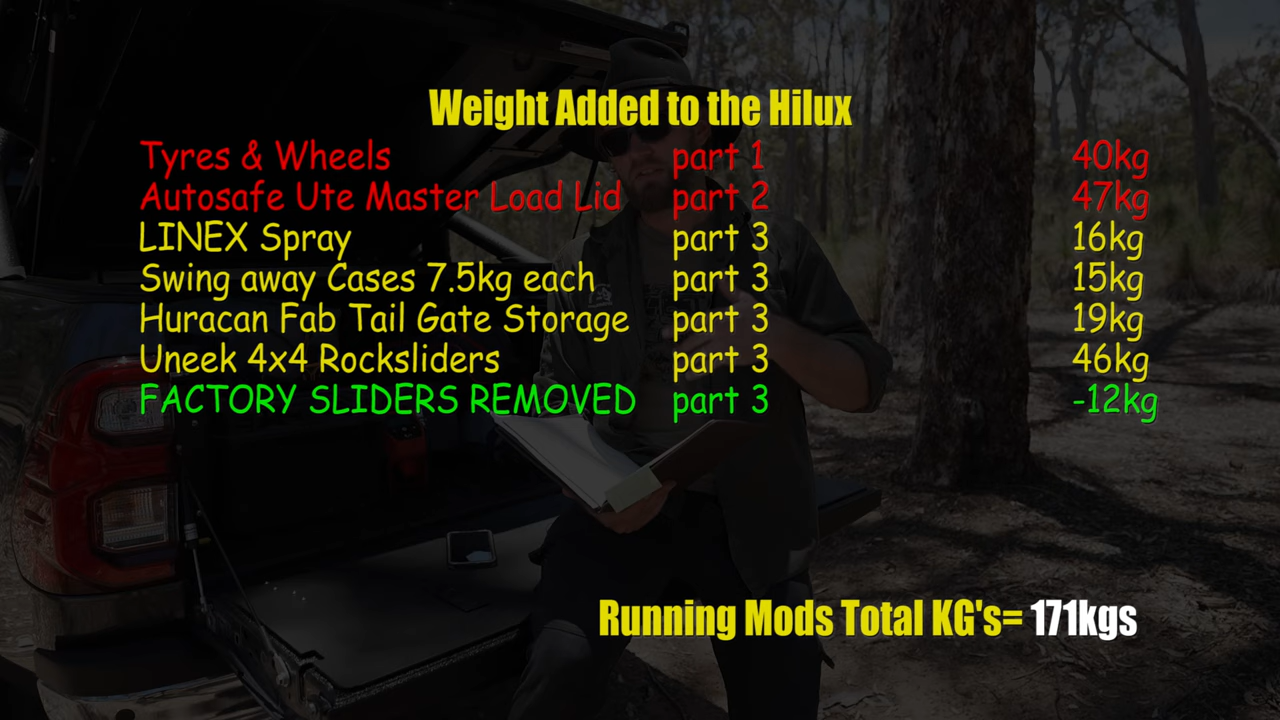 Weight Added to the Hilux
Tyres & Wheels part 1 40kg
Autosafe Ute Master Load Lid part 2 47kg
LINEX Spray part 3 16kg
Swing away Cases 7.5kg each part 3 15kg
Huracan Fab Tail Gate Storage part 3 19kg
Uneek 4x4 Rocksliders part 3 46kg
FACTORY SLIDERS REMOVED part 3 -12kg
Running Mods Total KG's= 171kgs